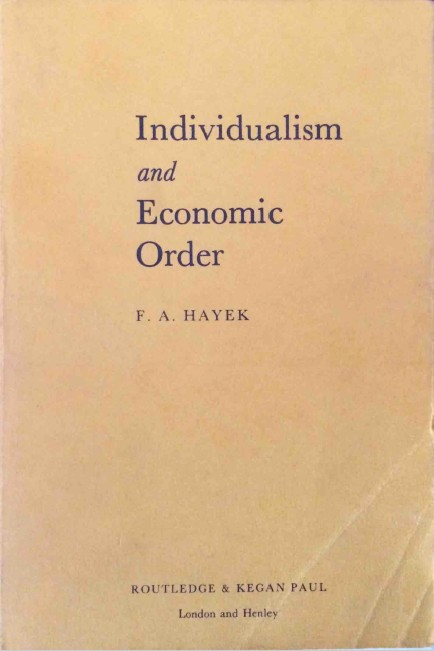 Individualism
and
Economic
Order
F. A. HAYEK
ROUTLEDGE & KEGAN PAUL
London and Henley